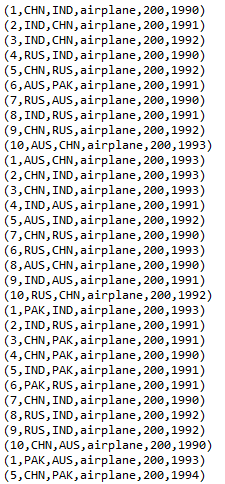 (1,CHN,IND,airplane,200,1990)
(2,IND,CHN,airplane,200,1991)
(3,IND,CHN,airplane,200,1992)
(4,RUS,IND,airplane,200,1990)
(5,CHN,RUS,airplane,200,1992)
(6,AUS,PAK,airplane,200,1991)
(7,RUS,AUS,airplane,200,1990)
(8,IND,RUS,airplane,200,1991)
(9,CHN,RUS,airplane,200,1992)
(10,AUS,CHN,airplane,200,1993)
(1,AUS,CHN,airplane,200,1993)
(2,CHN,IND,airplane,200,1993)
(3,CHN,IND,airplane,200,1993)
(4,IND,AUS,airplane,200,1991)
(5,AUS,IND,airplane,200,1992)
(7,CHN,RUS,airplane,200,1990)
(6,RUS,CHN,airplane,200,1993)
(8,AUS,CHN,airplane,200,1990)
(9,IND,AUS,airplane,200,1991)
(10,RUS,CHN,airplane,200,1992)
(1,PAK,IND,airplane,200,1993)
(2,IND,RUS,airplane,200,1991)
(3,CHN,PAK,airplane,200,1991)
(4,CHN,PAK,airplane,200,1990)
(5,IND,PAK,airplane,200,1991)
(6,PAK,RUS,airplane,200,1991)
(7,CHN,IND,airplane,200,1990)
(8,RUS,IND,airplane,200,1992)
(9,RUS,IND,airplane,200,1992)
(10,CHN,AUS,airplane,200,1990)
(1,PAK,AUS,airplane,200,1993)
(5,CHN,PAK,airplane,200,1994)